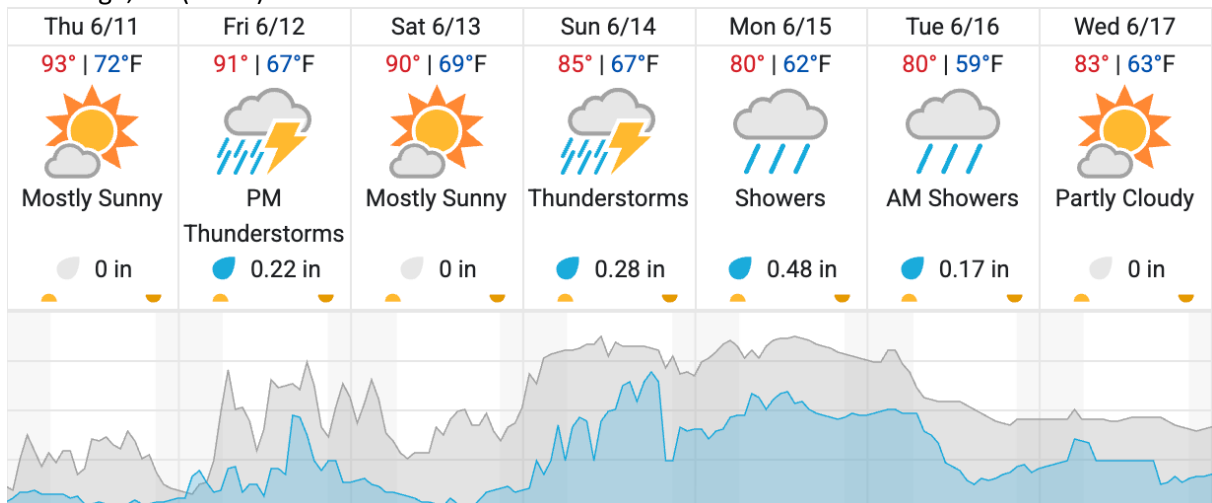 Thu 6/11 Fri 6/12 Sat 6/13 Sun 6/14 Mon 6/15 Tue 6/16 Wed 6/17
93° | 72°F 91° | 67°F 90° | 69°F 85° | 67°F 80° | 62°F 80° | 59°F 83° | 63°F
Mostly Sunny PM Mostly Sunny Thunderstorms Showers AM Showers Partly Cloudy
Thunderstorms
0 in 0.22 in 0 in 0.28 in 0.48 in 0.17 in 0 in